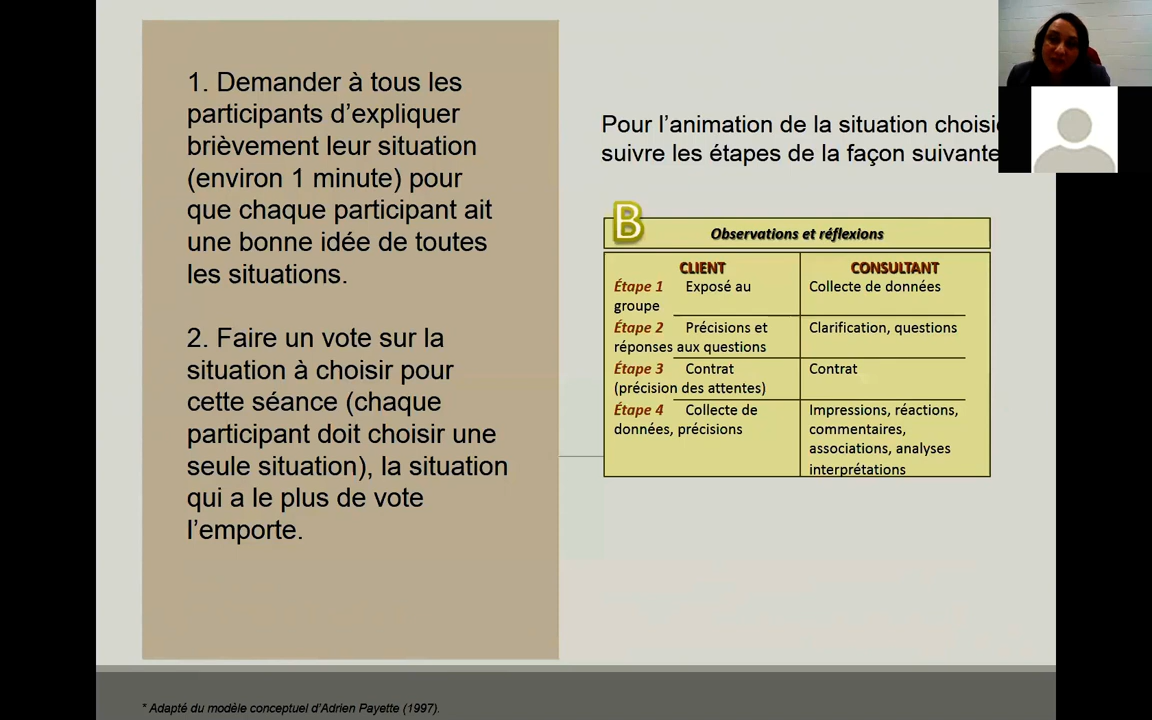 1. Demander à tous les
participants d’expliquer
brièvement leur situation
(environ 1 minute) pour
que chaque participant ait
une bonne idée de toutes
les situations.
2. Faire un vote sur la
situation à choisir pour
cette séance (chaque
participant doit choisir une
seule situation), la situation
qui a le plus de vote
l’emporte.
Pour l’animation de la situation choisi
suivre les étapes de la façon suivante
B
Observations et réflexions
CLIENT
CONSULTANT
Étape 1 Exposé au
groupe
Collecte de données
Étape 2 Précisions et
réponses aux questions
Clarification, questions
Étape 3 Contrat
(précision des attentes)
Contrat
Étape 4 Collecte de
données, précisions
Impressions, réactions,
commentaires,
associations, analyses
interprétations
* Adapté du modèle conceptuel d’Adrien Payette (1997).